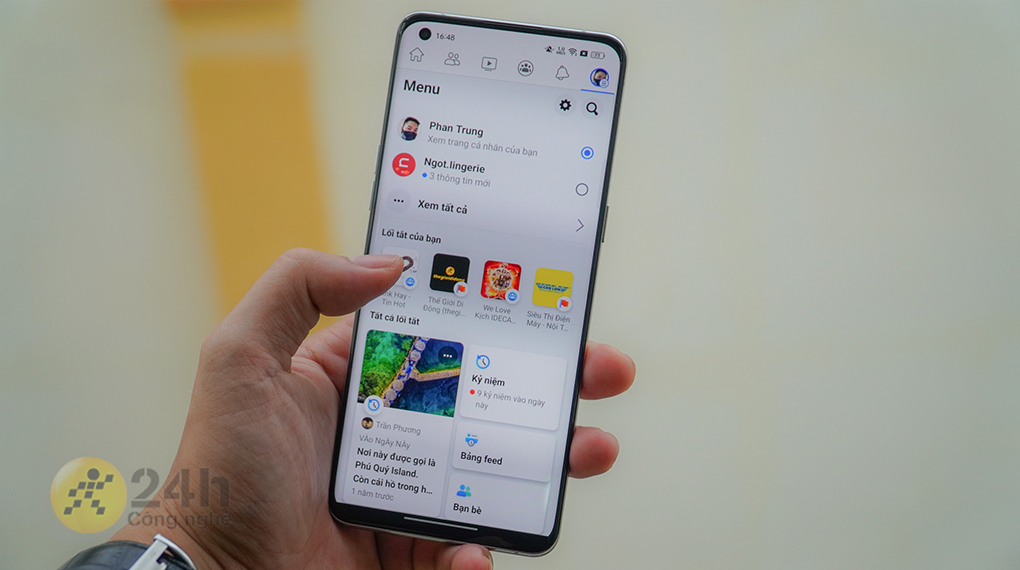 16:48
Menu
Phan Trung
Xem trang cá nhân của bạn
Ngot.lingerie
3 thông tin mới
Xem tất cả
Lối tắt của bạn
Hay -
Tin Hot
Thế Giới Di
Động (thegi...
We Love
Kịch IDECA...
Siêu Thị Điện
Máy - Nội T...
Tất cả lối tắt
Kỷ niệm
9 kỷ niệm vào ngày
này
Trần Phương
VÀo NgÀy NÀy
Nơi này được gọi là
Phú Quý Island.
Còn cái hồ trong h...
1 năm trước
Bảng feed
Bạn bè
24h
Công nghệ